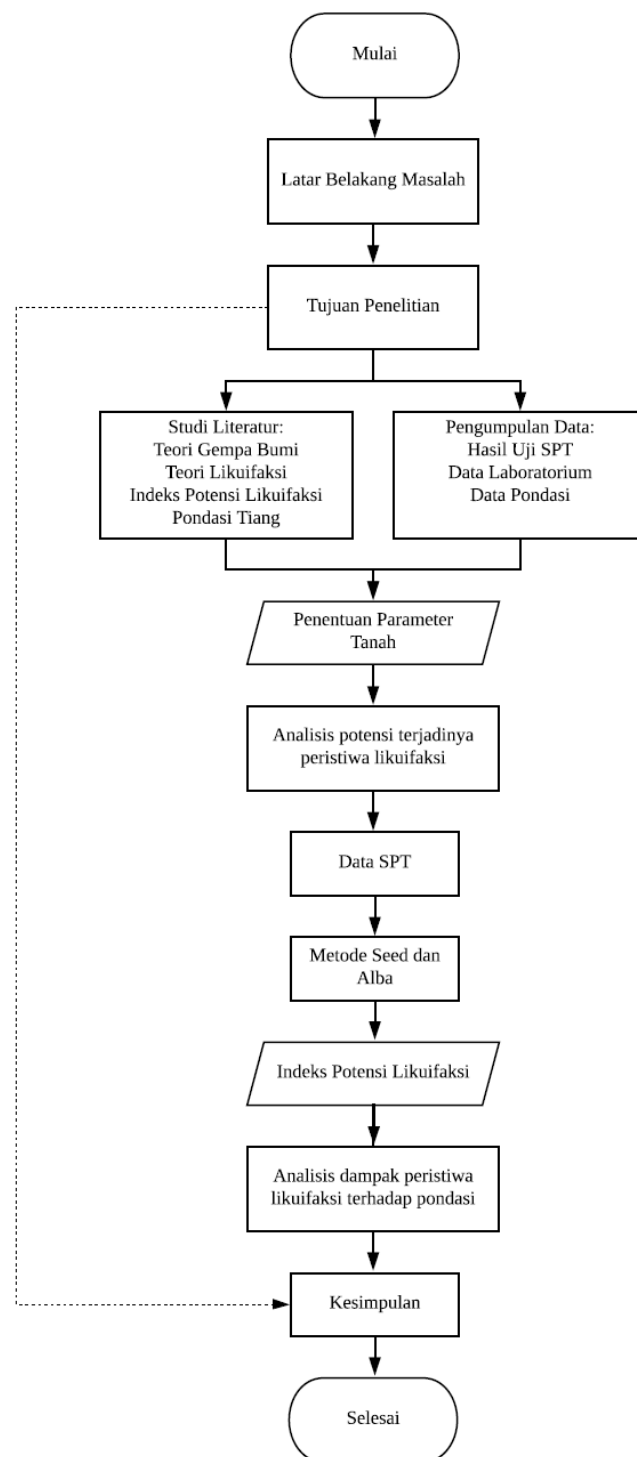 Mulai
Latar Belakang Masalah
Tujuan Penelitian
Studi Literatur:
Teori Gempa Bumi
Teori Likuifaksi
Indeks Potensi Likuifaksi
Pondasi Tiang
Pengumpulan Data:
Hasil Uji SPT
Data Laboratorium
Data Pondasi
Penentuan Parameter
Tanah
Analisis potensi terjadinya
peristiwa likuifaksi
Data SPT
Metode Seed dan
Alba
Indeks Potensi Likuifaksi
Analisis dampak peristiwa
likuifaksi terhadap pondasi
Kesimpulan
Selesai